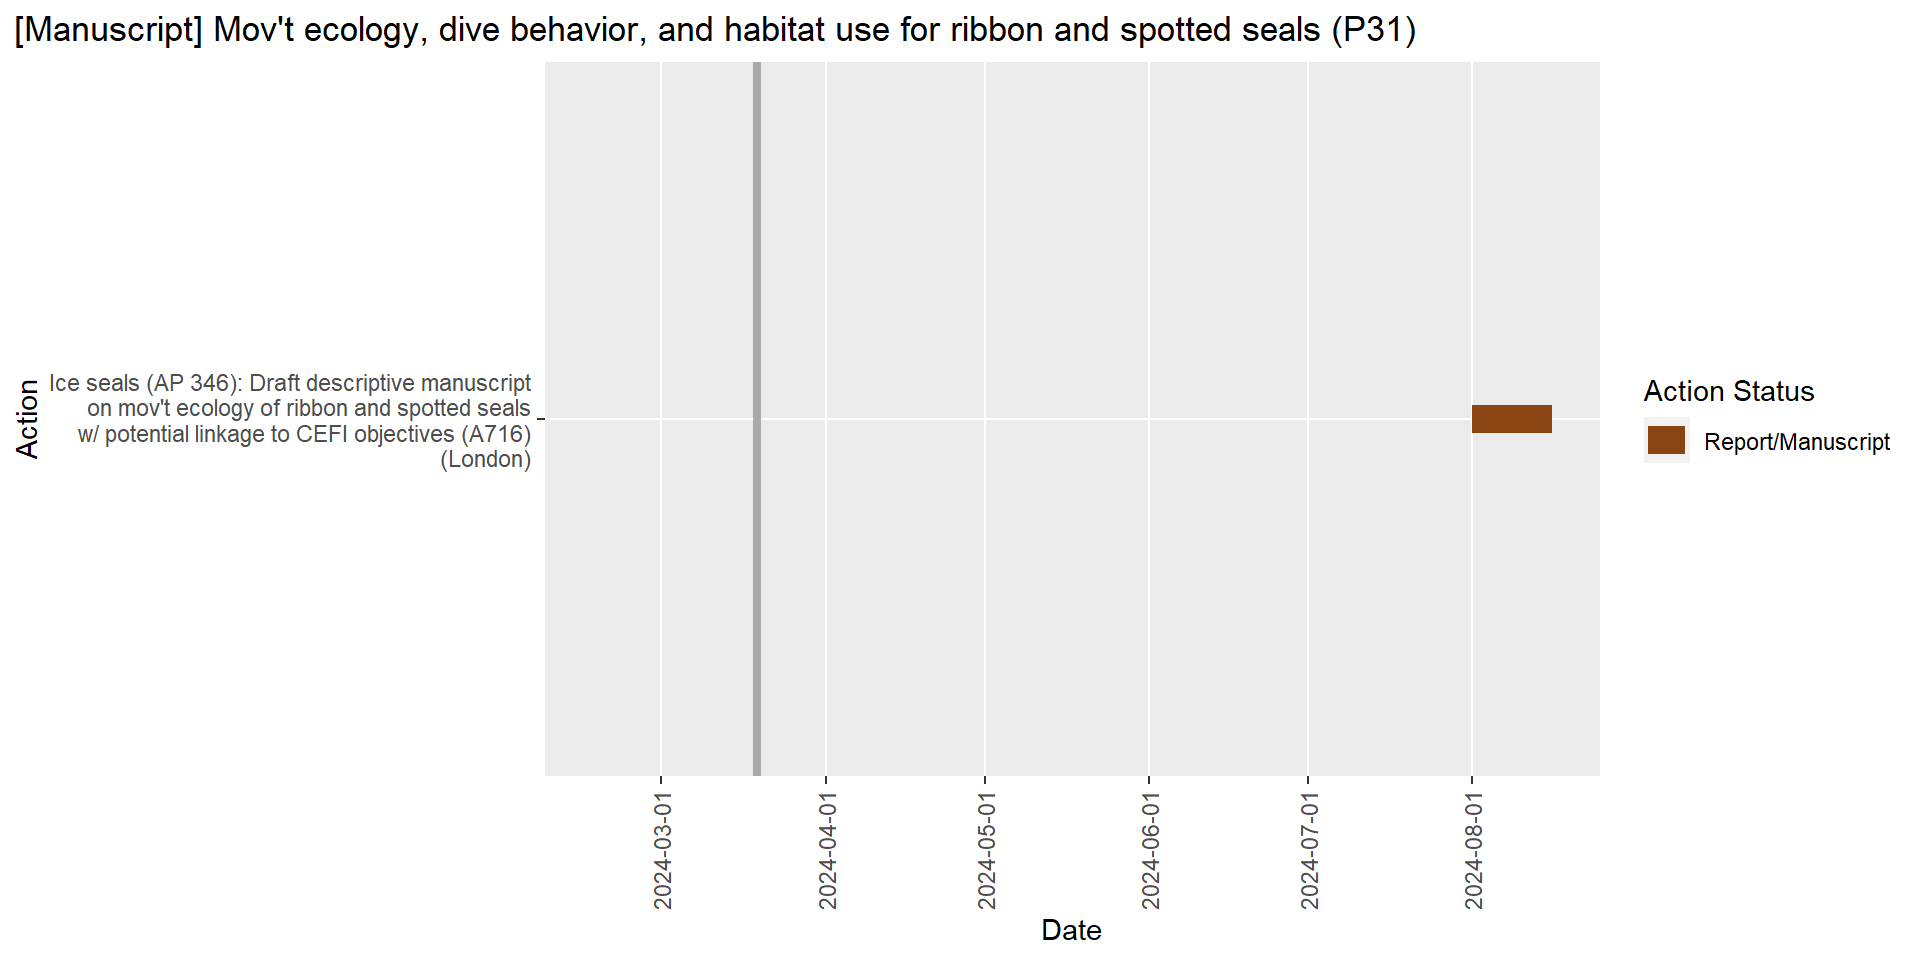 [Manuscript] Mov't ecology, dive behavior, and habitat use for ribbon and spotted seals (P31)
Action
Ice seals (AP 346): Draft descriptive manuscript
on mov't ecology of ribbon and spotted seals
w/ potential linkage to CEFI objectives (A716)
(London)
Action Status
Report/Manuscript
2024-03-01
2024-04-01
2024-05-01
2024-06-01
2024-07-01
2024-08-01
Date